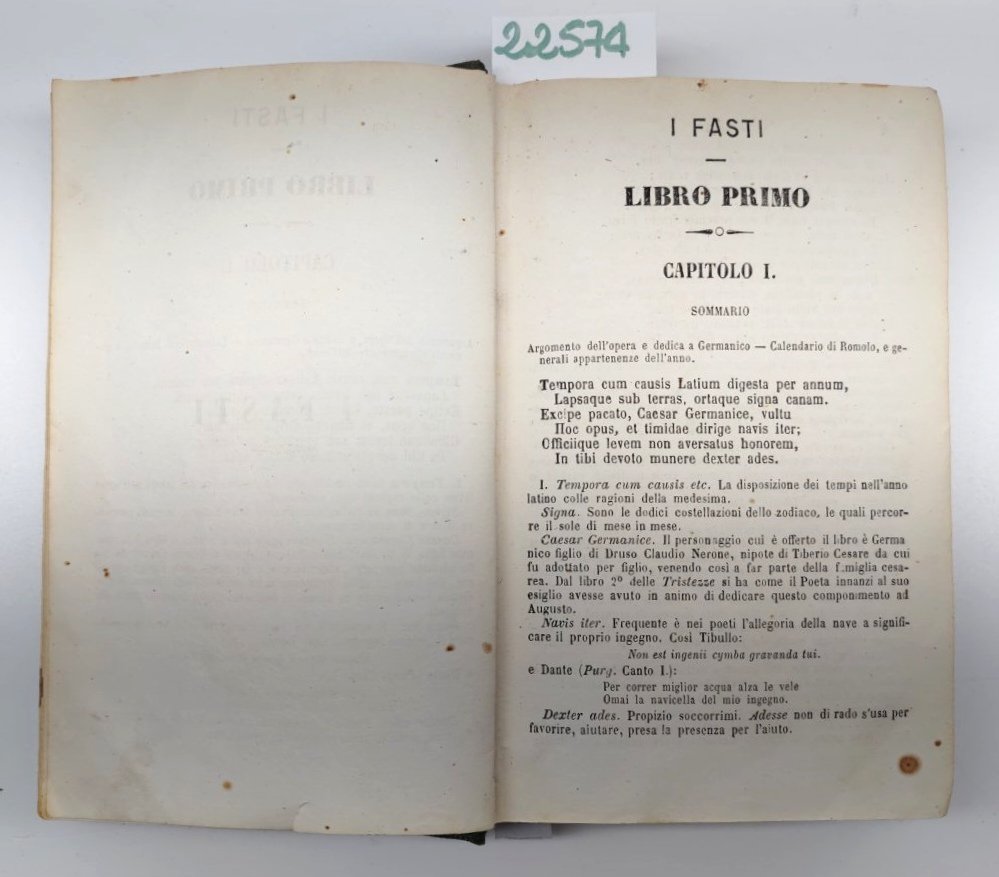 22574
I FASTI
LIBRO PRIMO
CAPITOLO I.
SOMMARIO
Argomento dell'opera e dedica a Germanico — Calendario di Romolo, e ge-
nerali appartenenze dell'anno.
Tempora cum causis Latium digesta per annum,
Lapsaque sub terras, ortaque signa canam.
Excipe pacato, Caesar Germanice, vultu
Hoc opus, et timidae dirige navis iter;
Officiique levem non aversatus honorem,
In tibi devoto munere dexter ades.
I. Tempora cum causis etc. La disposizione dei tempi nell'anno
latino colle ragioni della medesima.
Signa. Sono le dodici costellazioni dello zodiaco, le quali percor-
re il sole di mese in mese.
Caesar Germanice. Il personaggio cui é offerto il libro è Germa
nico figlio di Druso Claudio Nerone, nipote di Tiberio Cesare da cui
fu adottato per figlio, venendo così a far parte della famiglia cesa-
rea. Dal libro 2º delle Tristezze si ha come il Poeta innanzi al suo
esiglio avesse avuto in animo di dedicare questo componimento ad
Augusto.
Navis iter. Frequente è nei poeti l'allegoria della nave a signifi-
care il proprio ingegno. Così Tibullo:
Non est ingenii cymba gravanda tui.
e Dante (Purg. Canto I.):
Per correr miglior acqua alza le vele
Omai la navicella del mio ingegno.
Dexter ades. Propizio soccorrimi. Adesse non di rado s'usa per
favorire, aiutare, presa la presenza per l'aiuto.